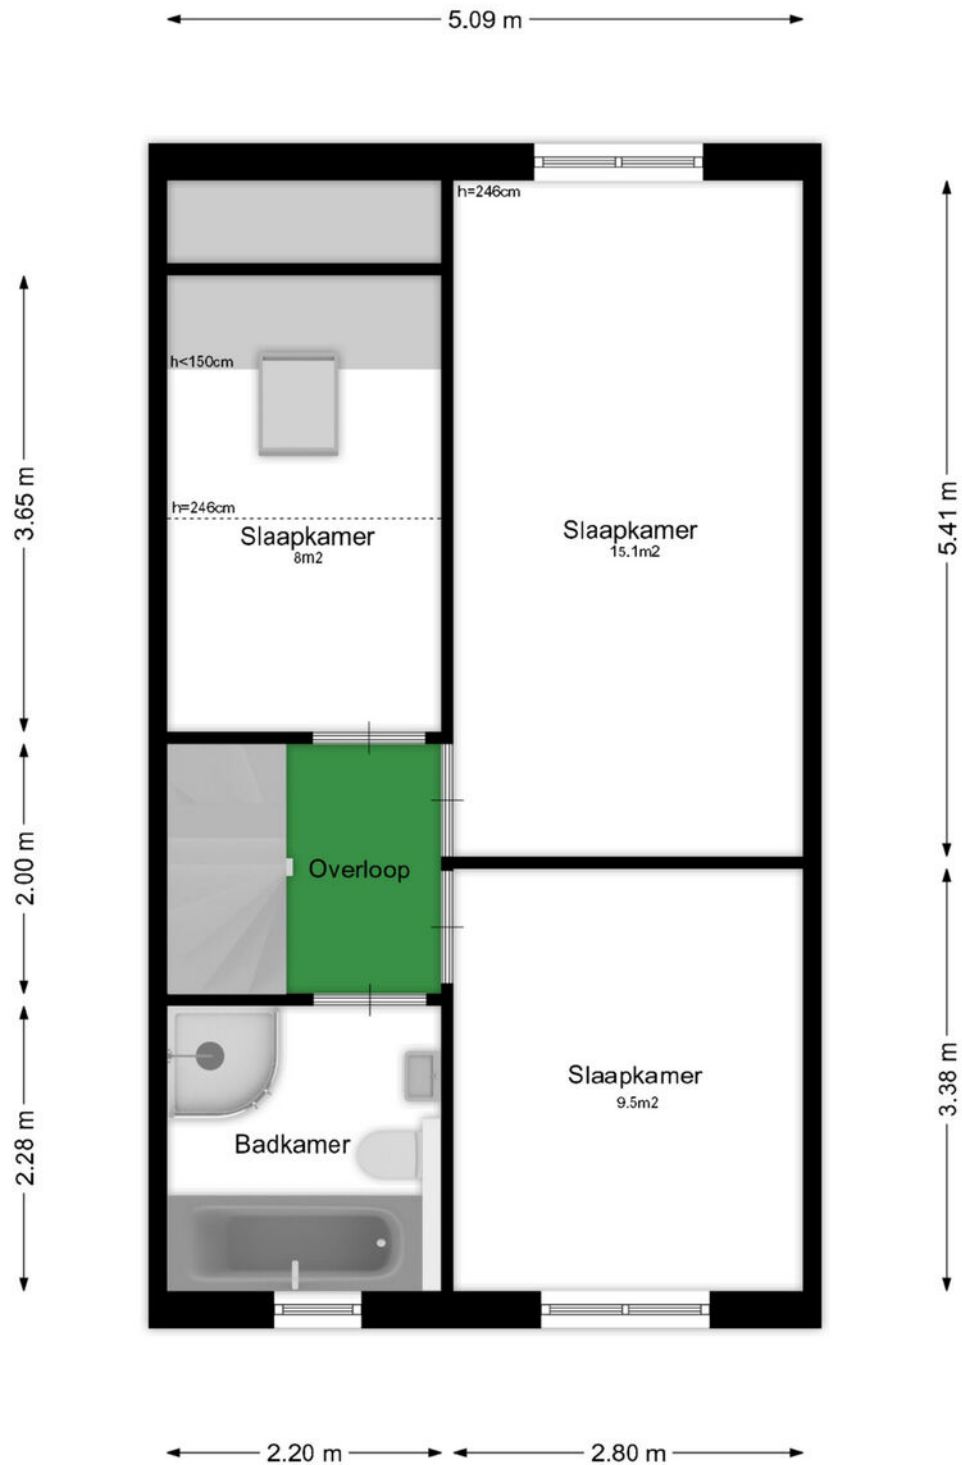 5.09 m
h=246cm
h<150cm
3.65 m
h=246cm
Slaapkamer
8m2
Slaapkamer
15.1m2
5.41 m
2.00 m
Overloop
Slaapkamer
9.5m2
3.38 m
2.28 m
Badkamer
2.20 m
2.80 m